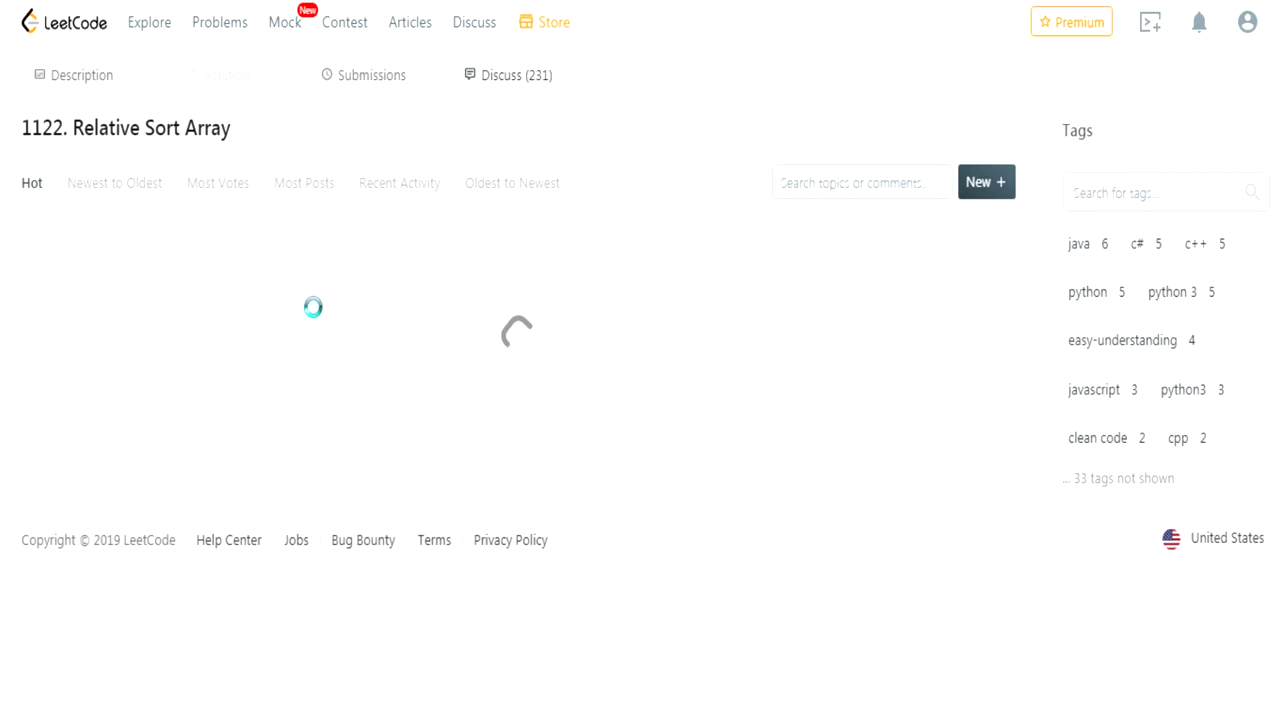 LeetCode Explore Problems Mock New Contest Articles Discuss Store Premium
Description Submissions Discuss (231)
1122. Relative Sort Array
Tags
Hot Newest to Oldest Most Votes Most Posts Recent Activity Oldest to Newest Search topics or comments... New +
Search for tags...
java 6 c# 5 c++ 5
python 5 python 3 5
easy-understanding 4
javascript 3 python3 3
clean code 2 cpp 2
... 33 tags not shown
Copyright © 2019 LeetCode Help Center Jobs Bug Bounty Terms Privacy Policy United States